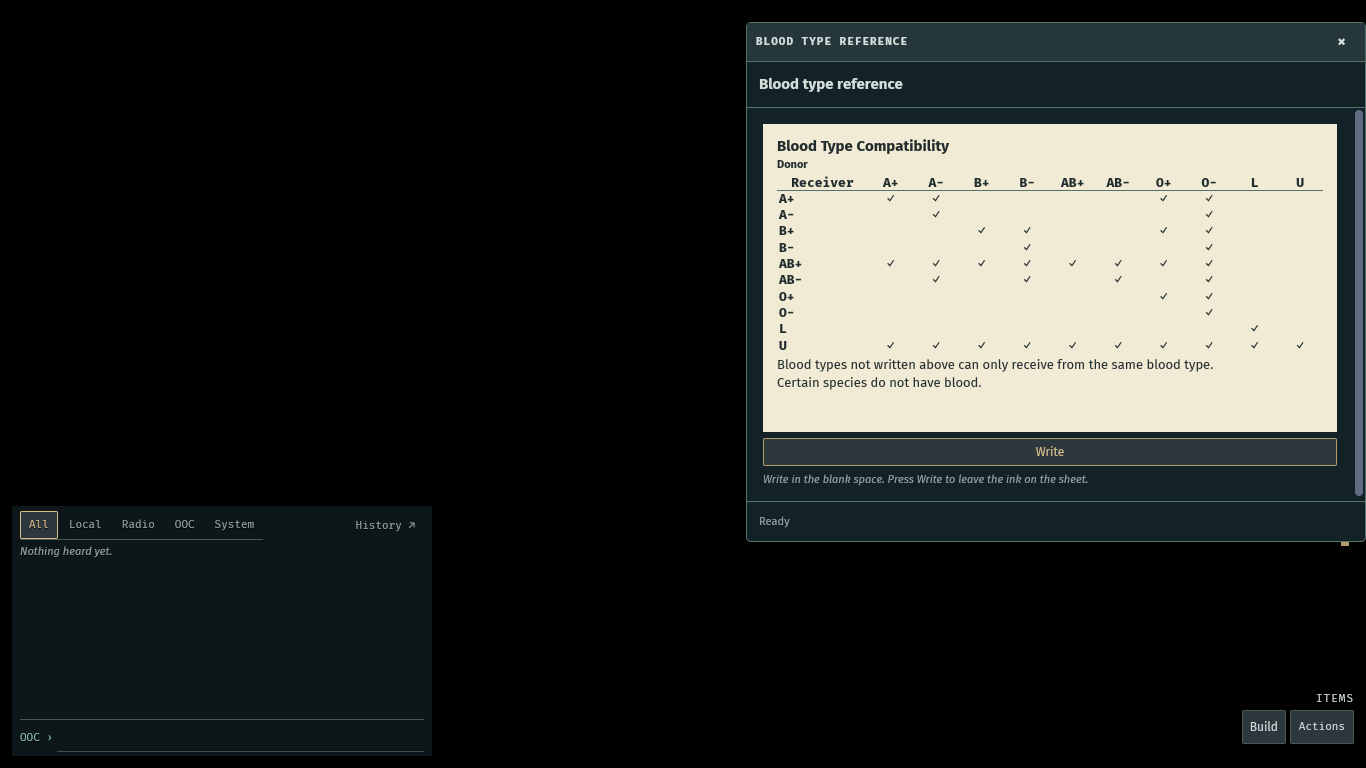 BLOOD TYPE REFERENCE ✖
Blood type reference
Blood Type Compatibility
Donor
Receiver A+ A- B+ B- AB+ AB- O+ O- L U
A+ ✓ ✓ ✓ ✓
A- ✓ ✓
B+ ✓ ✓ ✓ ✓
B- ✓ ✓
AB+ ✓ ✓ ✓ ✓ ✓ ✓ ✓ ✓
AB- ✓ ✓ ✓ ✓
O+ ✓ ✓
O- ✓
L ✓
U ✓ ✓ ✓ ✓ ✓ ✓ ✓ ✓ ✓ ✓
Blood types not written above can only receive from the same blood type.
Certain species do not have blood.
Write
Write in the blank space. Press Write to leave the ink on the sheet.
Ready
All Local Radio OOC System History ↗
Nothing heard yet.
OOC ›
ITEMS
Build Actions